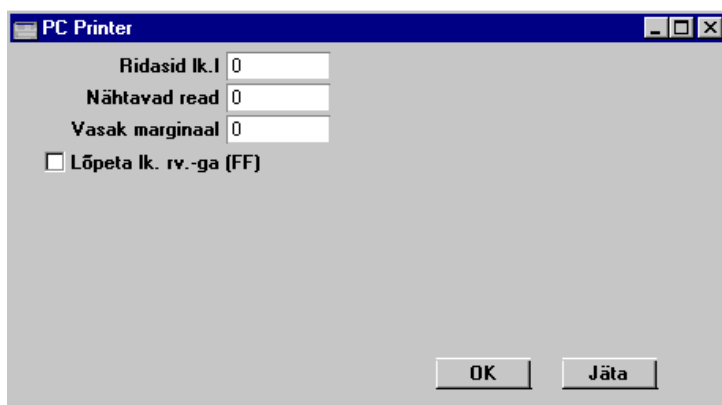 PC Printer
Ridasid lk.l 0
Nähtavad read 0
Vasak marginaal 0
Lõpeta lk. rv.-ga (FF)
OK Jäta